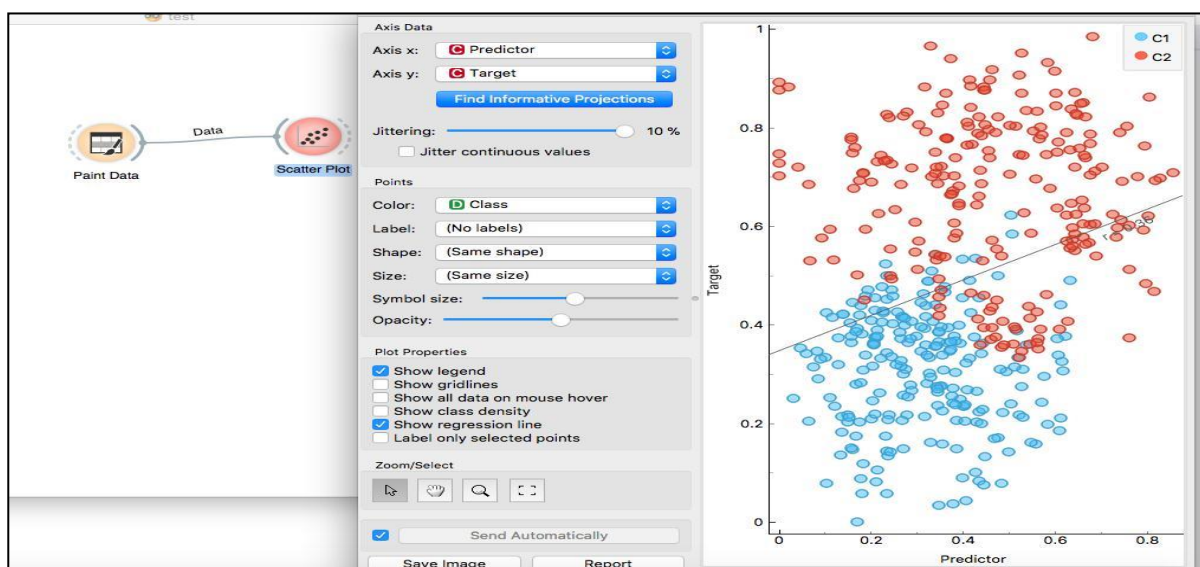 test
Paint Data
Data
Scatter Plot
Axis Data
Axis x: C Predictor
Axis y: C Target
Find Informative Projections
Jittering: 10 %
Jitter continuous values
Points
Color: D Class
Label: (No labels)
Shape: (Same shape)
Size: (Same size)
Symbol size:
Opacity:
Plot Properties
Show legend
Show gridlines
Show all data on mouse hover
Show class density
Show regression line
Label only selected points
Zoom/Select
Send Automatically
Save Image Report
C1
C2
1
0.8
0.6
0.4
0.2
0
Target
0 0.2 0.4 0.6 0.8
Predictor